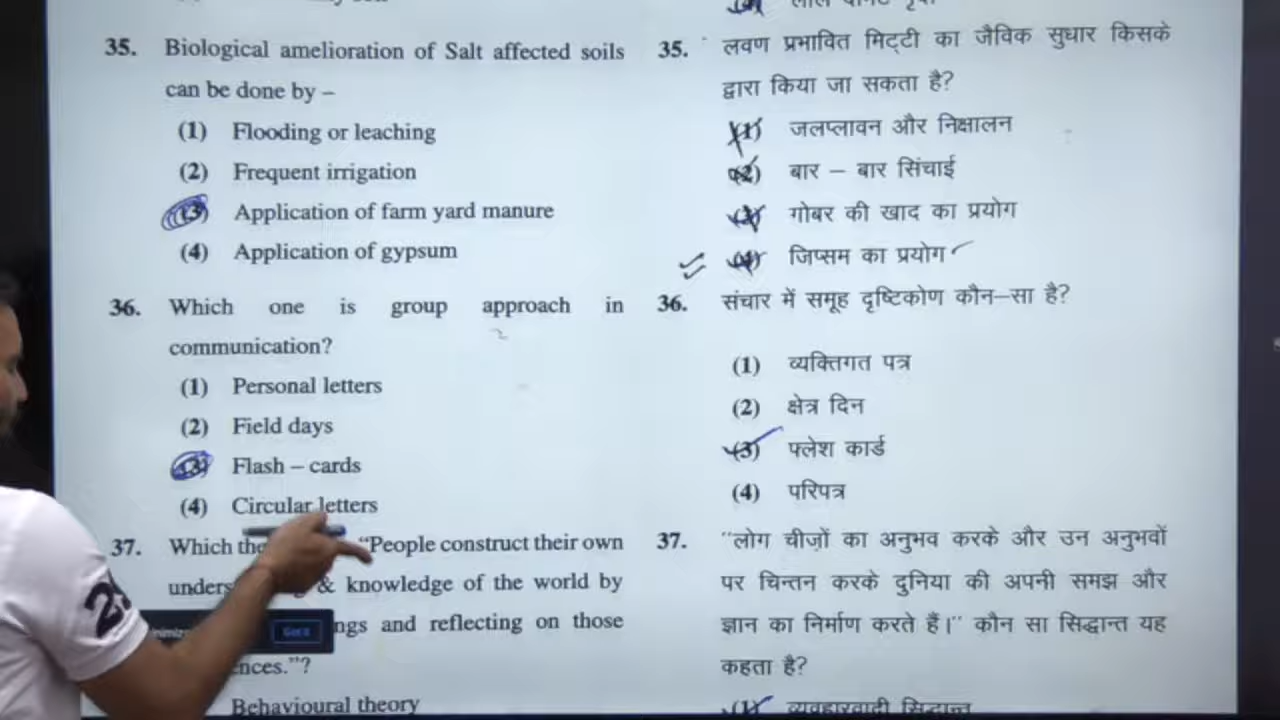 35. Biological amelioration of Salt affected soils
can be done by –
(1) Flooding or leaching
(2) Frequent irrigation
(3) Application of farm yard manure
(4) Application of gypsum
36. Which one is group approach in
communication?
(1) Personal letters
(2) Field days
(3) Flash – cards
(4) Circular letters
37. Which "People construct their own
& knowledge of the world by
and reflecting on those
Got it
Behavioural theory
35. लवण प्रभावित मिट्टी का जैविक सुधार किसके
द्वारा किया जा सकता है?
(1) जलप्लावन और निक्षालन
(2) बार – बार सिंचाई
(3) गोबर की खाद का प्रयोग
(4) जिप्सम का प्रयोग
36. संचार में समूह दृष्टिकोण कौन–सा है?
(1) व्यक्तिगत पत्र
(2) क्षेत्र दिन
(3) फ्लेश कार्ड
(4) परिपत्र
37. "लोग चीज़ों का अनुभव करके और उन अनुभवों
पर चिन्तन करके दुनिया की अपनी समझ और
ज्ञान का निर्माण करते हैं।" कौन सा सिद्धान्त यह
कहता है?
(1) व्यवहारवादी सिद्धान्त